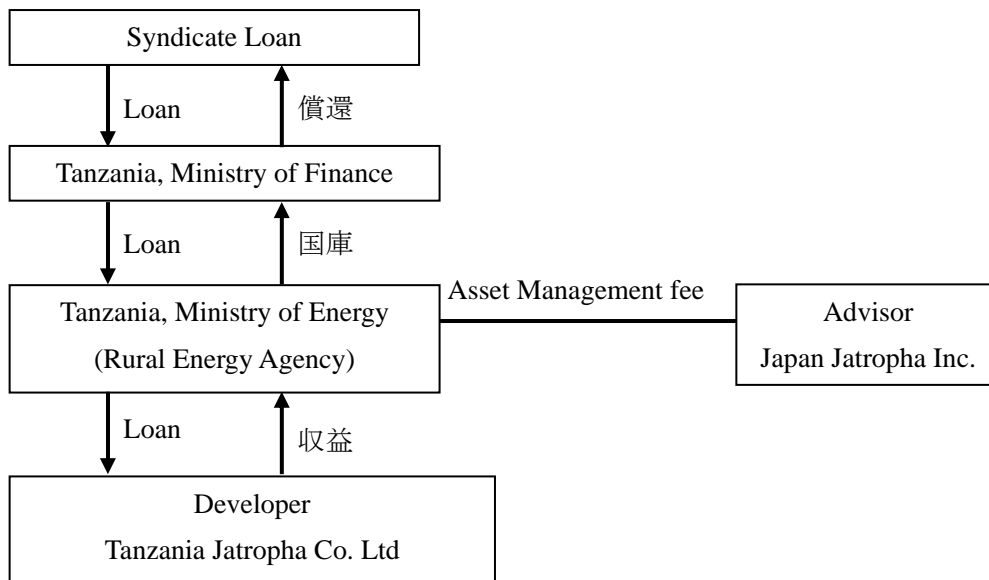 Syndicate Loan
Loan
償還
Tanzania, Ministry of Finance
Loan
国庫
Asset Management fee
Tanzania, Ministry of Energy
(Rural Energy Agency)
Advisor
Japan Jatropha Inc.
Loan
収益
Developer
Tanzania Jatropha Co. Ltd